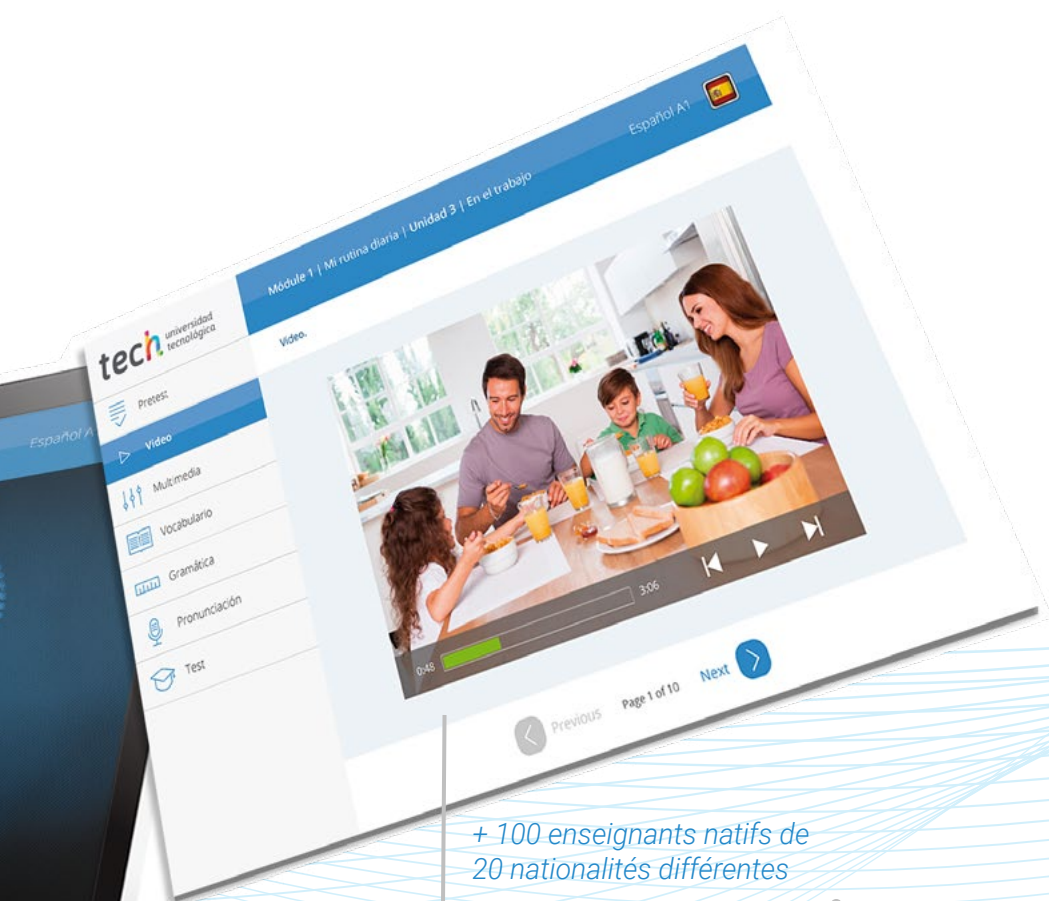 Español A1
Módule 1 | Mi rutina diaria | Unidad 3 | En el trabajo
tech universidad
tecnológica
Video.
Pretest
Video
Multimedia
Vocabulario
Gramática
Pronunciación
Test
0:48
3:06
Previous
Page 1 of 10
Next
Español A
+ 100 enseignants natifs de
20 nationalités différentes